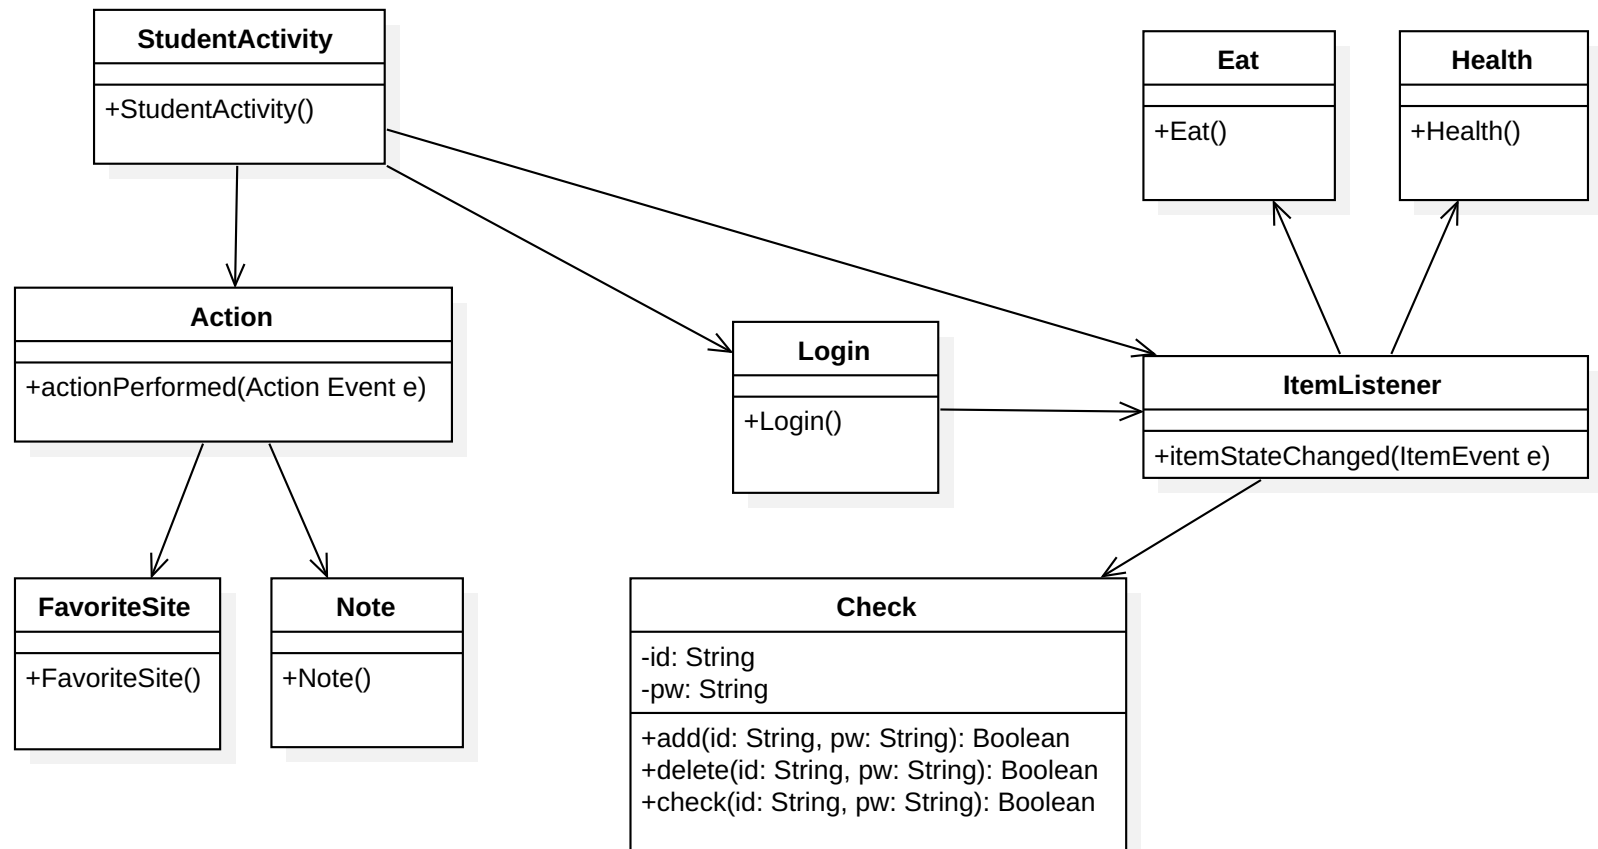 StudentActivity
+StudentActivity()
Eat
+Eat()
Health
+Health()
Action
+actionPerformed(Action Event e)
Login
+Login()
ItemListener
+itemStateChanged(ItemEvent e)
FavoriteSite
+FavoriteSite()
Note
+Note()
Check
-id: String
-pw: String
+add(id: String, pw: String): Boolean
+delete(id: String, pw: String): Boolean
+check(id: String, pw: String): Boolean